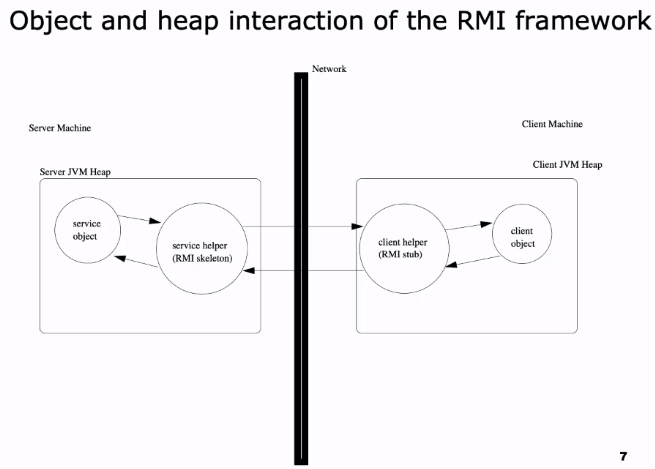 Object and heap interaction of the RMI framework
Network
Server Machine
Client Machine
Server JVM Heap
Client JVM Heap
service
object
service helper
(RMI skeleton)
client helper
(RMI stub)
client
object
7